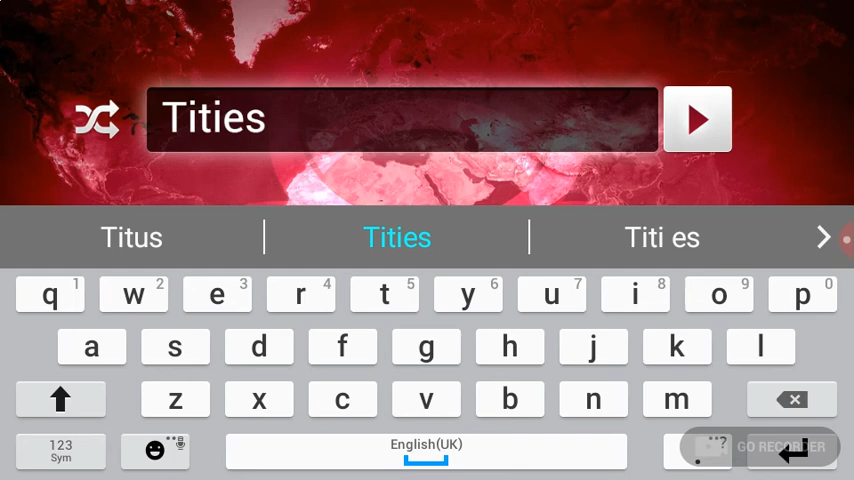 Tities
Titus Tities Titi es
q 1 w 2 e 3 r 4 t 5 y 6 u 7 i 8 o 9 p 0
a s d f g h j k l
z x c v b n m
123
Sym
English(UK)
. ?
GO RECORDER